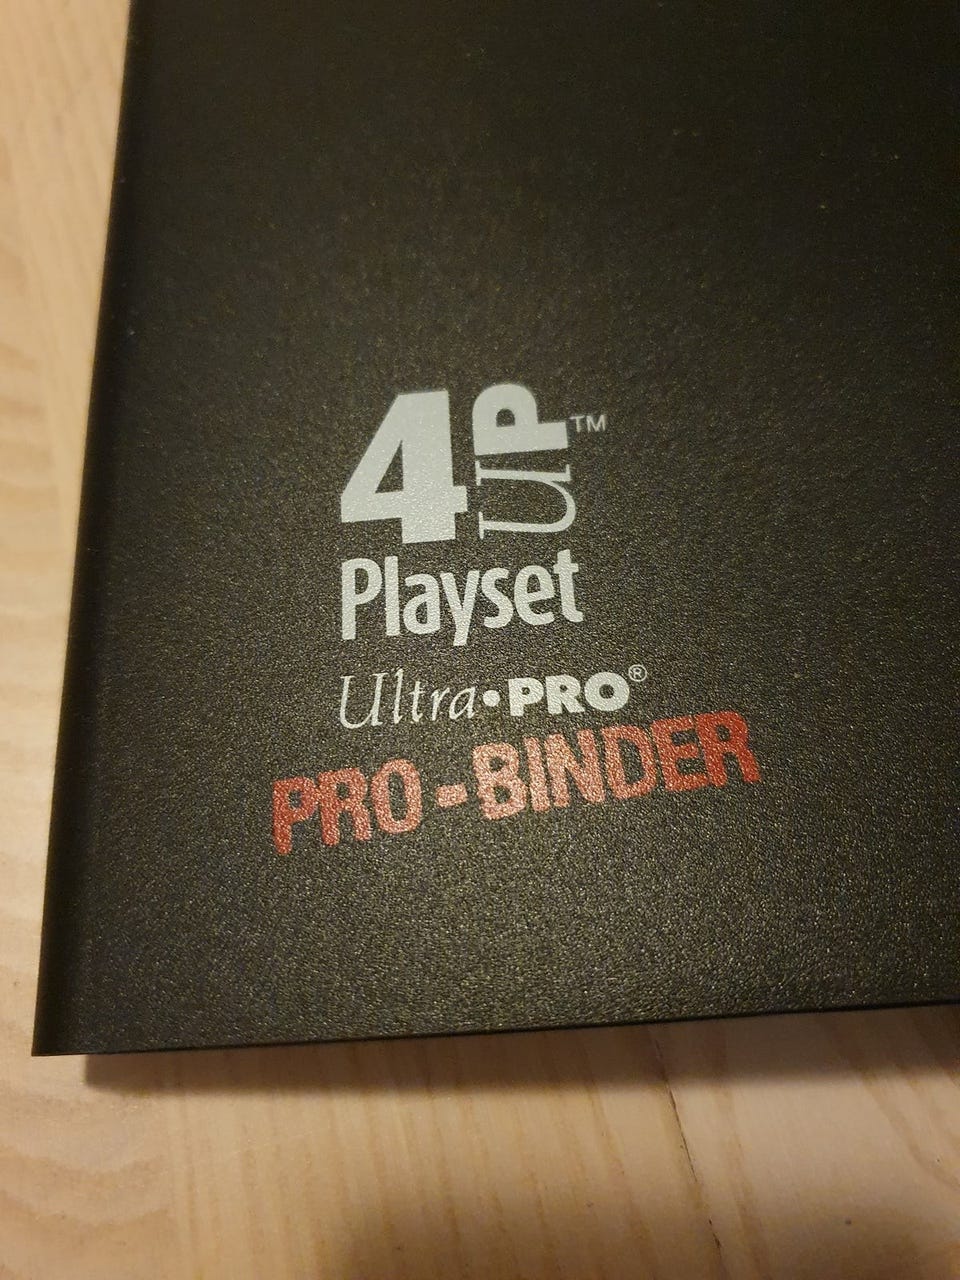 4UP™
Playset
Ultra•PRO®
PRO-BINDER